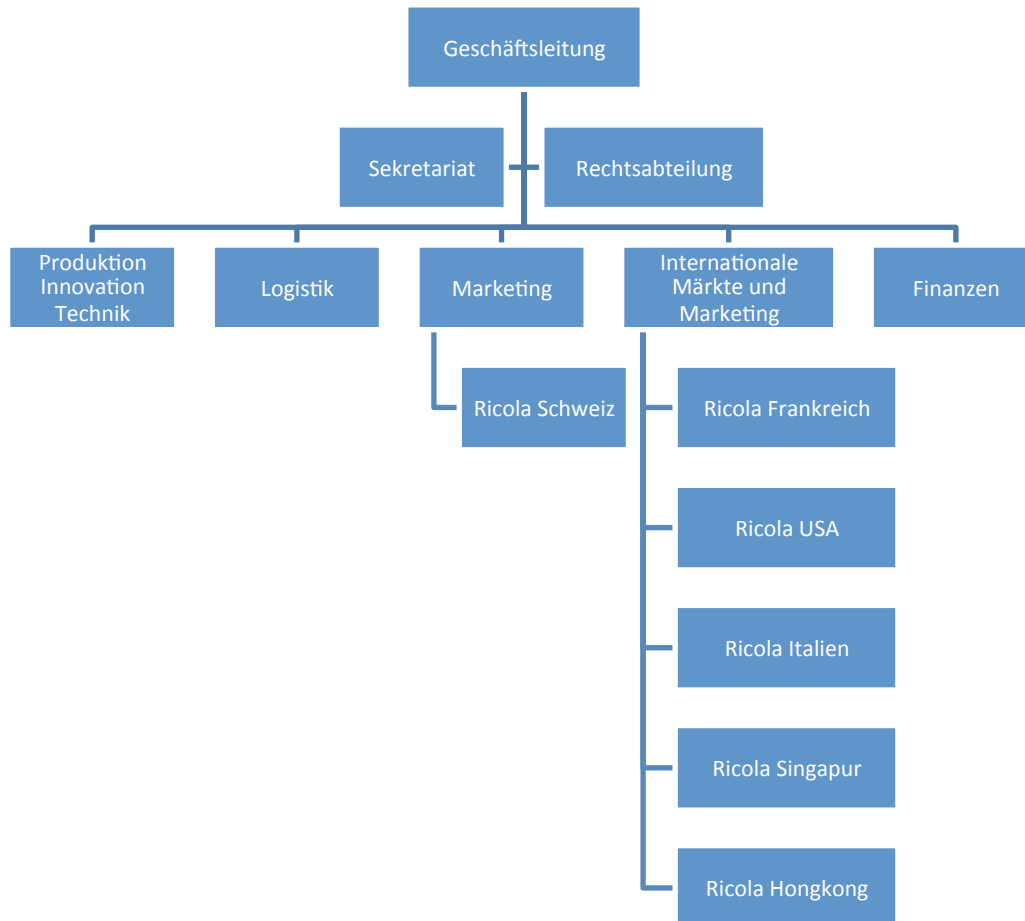 Geschäftsleitung
Sekretariat
Rechtsabteilung
Produktion
Innovation
Technik
Logistik
Marketing
Internationale
Märkte und
Marketing
Finanzen
Ricola Schweiz
Ricola Frankreich
Ricola USA
Ricola Italien
Ricola Singapur
Ricola Hongkong